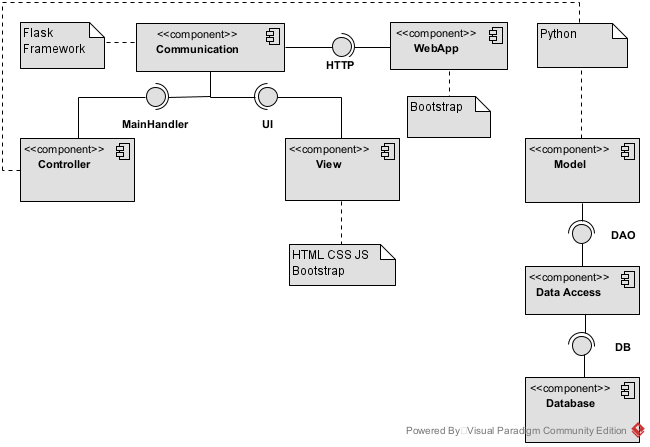 Flask
Framework
<<component>>
Communication
HTTP
<<component>>
WebApp
Python
Bootstrap
MainHandler
UI
<<component>>
Controller
<<component>>
View
<<component>>
Model
DAO
HTML CSS JS
Bootstrap
<<component>>
Data Access
DB
<<component>>
Database
Powered By Visual Paradigm Community Edition